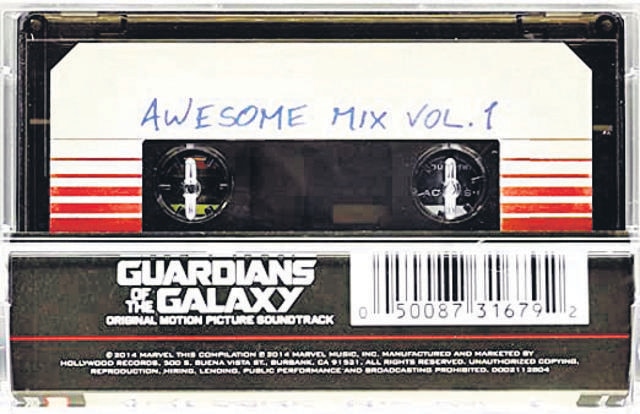 AWESOME MIX VOL. 1
GUARDIANS
OF THE GALAXY
ORIGINAL MOTION PICTURE SOUNDTRACK
0 50087 31679 2
© 2014 MARVEL THIS COMPILATION ℗ 2014 MARVEL MUSIC, INC. MANUFACTURED AND MARKETED BY
HOLLYWOOD RECORDS, 500 S. BUENA VISTA ST., BURBANK, CA 91521. ALL RIGHTS RESERVED. UNAUTHORIZED COPYING,
REPRODUCTION, HIRING, LENDING, PUBLIC PERFORMANCE AND BROADCASTING PROHIBITED. D002112804